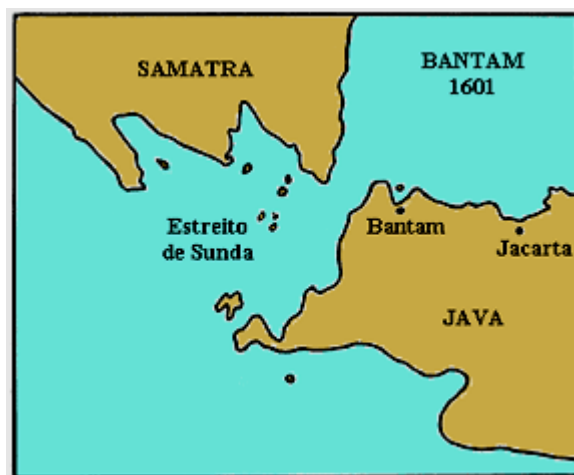 SAMATRA
BANTAM
1601
Estreito
de Sunda
Bantam
Jacarta
JAVA